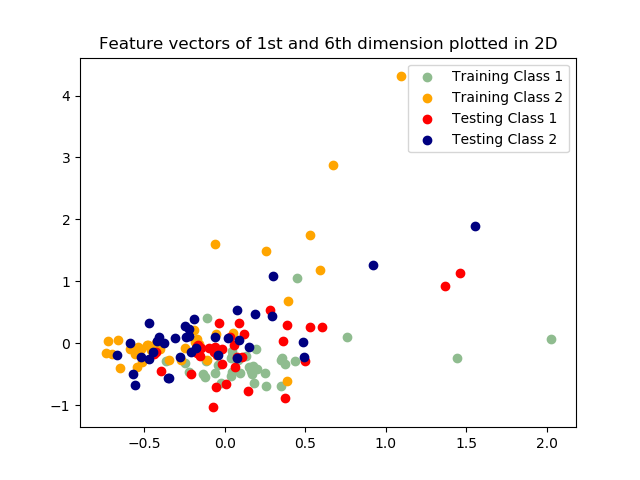 Feature vectors of 1st and 6th dimension plotted in 2D
Training Class 1
Training Class 2
Testing Class 1
Testing Class 2
4
3
2
1
0
−1
−0.5
0.0
0.5
1.0
1.5
2.0